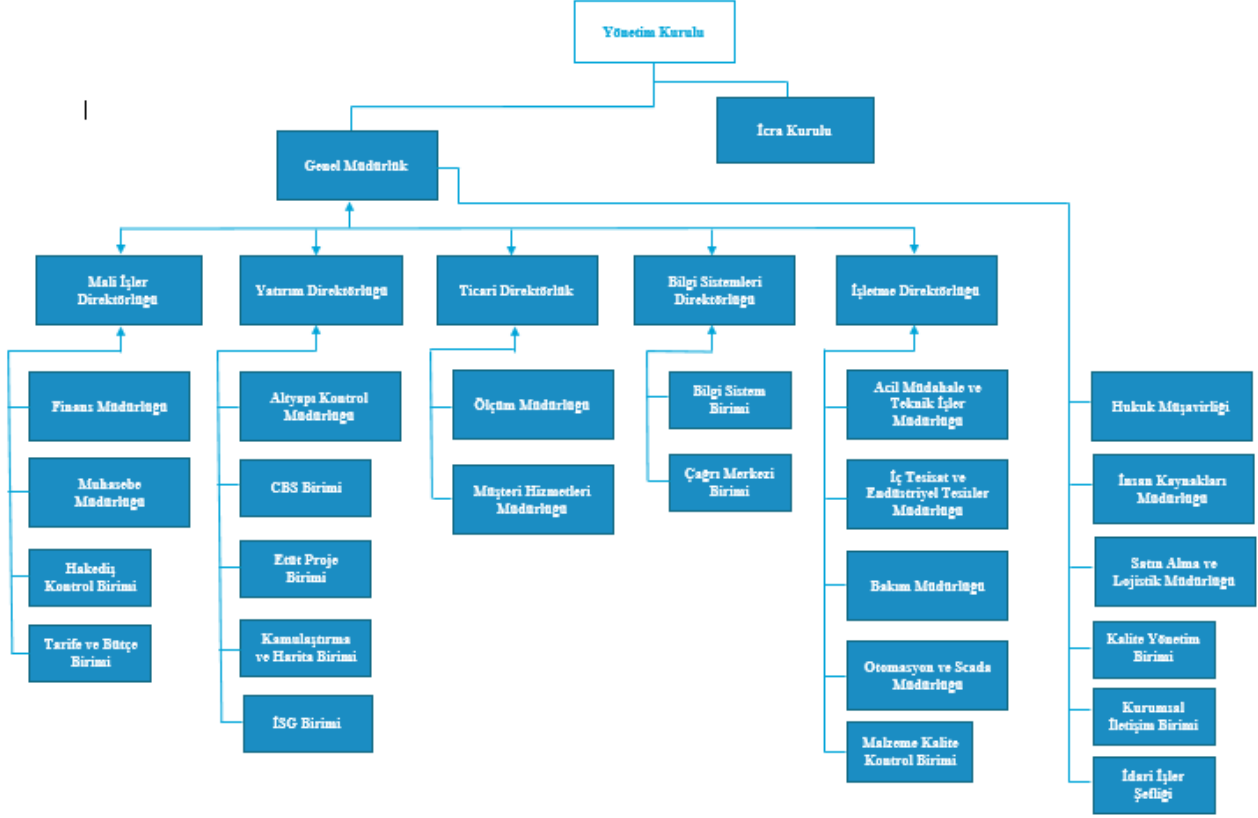 Yönetim Kurulu
İcra Kurulu
Genel Müdürlük
Mali İşler
Direktörlüğü
Yatırım Direktörlüğü
Ticari Direktörlük
Bilgi Sistemleri
Direktörlüğü
İşletme Direktörlüğü
Finans Müdürlüğü
Muhasebe
Müdürlüğü
Hakediş
Kontrol Birimi
Tarife ve Bütçe
Birimi
Altyapı Kontrol
Müdürlüğü
CBS Birimi
Etüt Proje
Birimi
Kamulaştırma
ve Harita Birimi
İSG Birimi
Ölçüm Müdürlüğü
Müşteri Hizmetleri
Müdürlüğü
Bilgi Sistem
Birimi
Çağrı Merkezi
Birimi
Acil Müdahale ve
Teknik İşler
Müdürlüğü
İç Tesisat ve
Endüstriyel Tesisler
Müdürlüğü
Bakım Müdürlüğü
Otomasyon ve Scada
Müdürlüğü
Malzeme Kalite
Kontrol Birimi
Hukuk Müşavirliği
İnsan Kaynakları
Müdürlüğü
Satın Alma ve
Lojistik Müdürlüğü
Kalite Yönetim
Birimi
Kurumsal
İletişim Birimi
İdari İşler
Şefliği